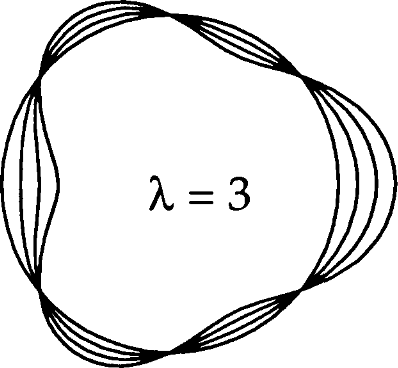 λ = 3